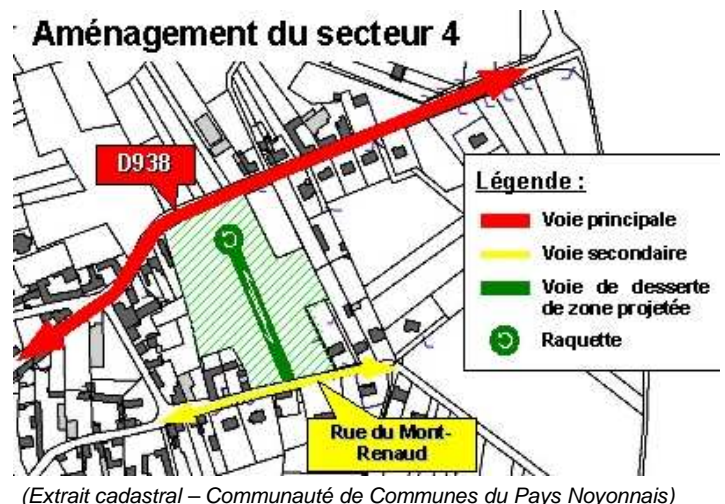 Aménagement du secteur 4
D938
Légende :
Voie principale
Voie secondaire
Voie de desserte
de zone projetée
Raquette
Rue du Mont-
Renaud
(Extrait cadastral – Communauté de Communes du Pays Noyonnais)